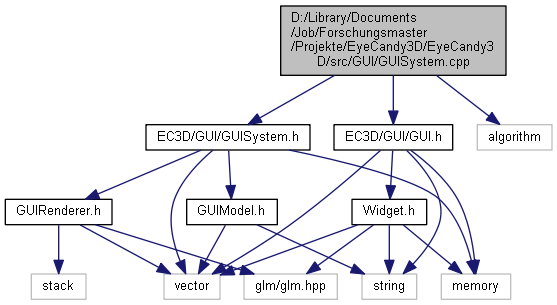 D:/Library/Documents
/Job/Forschungsmaster
/Projekte/EyeCandy3D/EyeCandy3
D/src/GUI/GUISystem.cpp
EC3D/GUI/GUISystem.h
EC3D/GUI/GUI.h
algorithm
GUIRenderer.h
GUIModel.h
Widget.h
stack
vector
glm/glm.hpp
string
memory